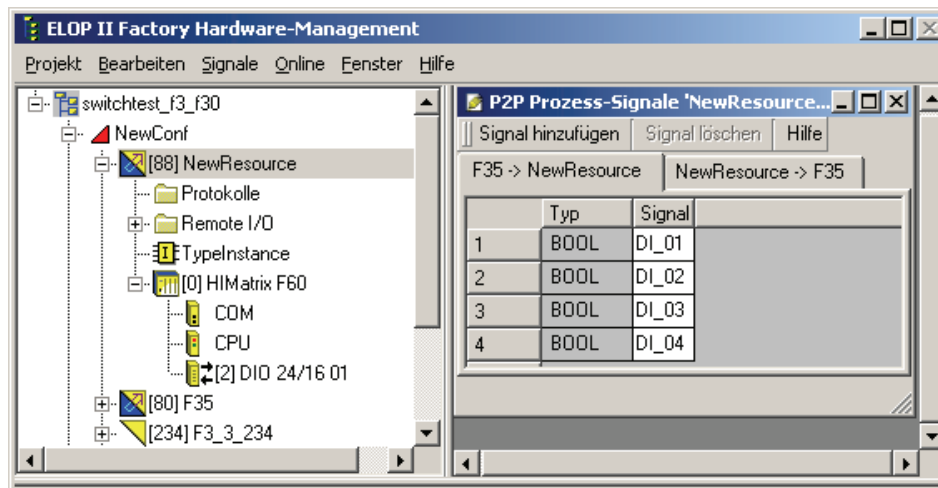 ELOP II Factory Hardware-Management
Projekt Bearbeiten Signale Online Fenster Hilfe
switchtest_f3_f30
NewConf
[88] NewResource
Protokolle
Remote I/O
TypeInstance
[0] HIMatrix F60
COM
CPU
[2] DIO 24/16 01
[80] F35
[234] F3_3_234
P2P Prozess-Signale 'NewResource...
Signal hinzufügen Signal löschen Hilfe
F35 -> NewResource NewResource -> F35
Typ Signal
1 BOOL DI_01
2 BOOL DI_02
3 BOOL DI_03
4 BOOL DI_04